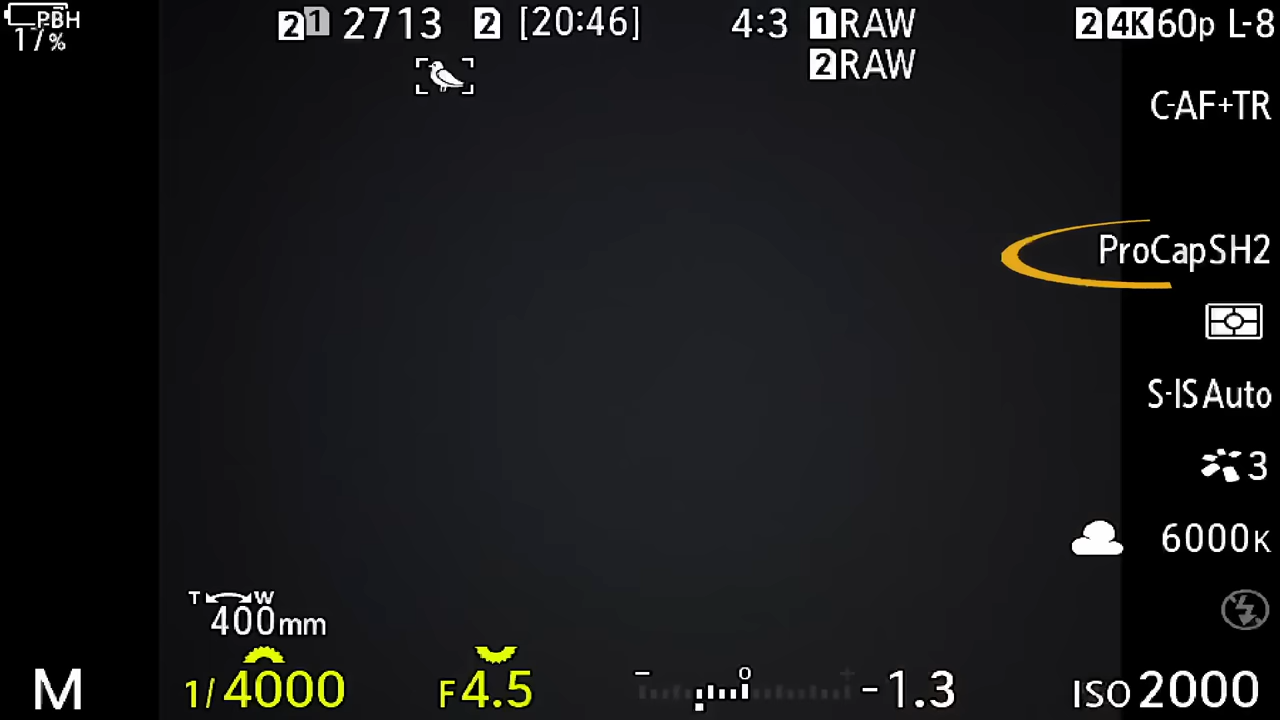 PBH
2 1 2713 2 [20:46] 4:3 1 RAW 2 4K 60p L-8
2 RAW
C-AF+TR
ProCapSH2
S-IS Auto
3
6000K
T W
400mm
M 1/4000 F4.5 - 0 + -1.3 ISO 2000